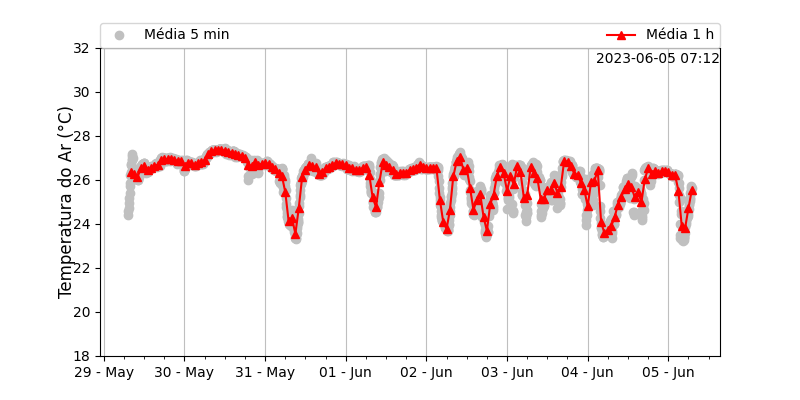 Média 5 min
Média 1 h
2023-06-05 07:12
Temperatura do Ar (°C)
32
30
28
26
24
22
20
18
29 - May
30 - May
31 - May
01 - Jun
02 - Jun
03 - Jun
04 - Jun
05 - Jun